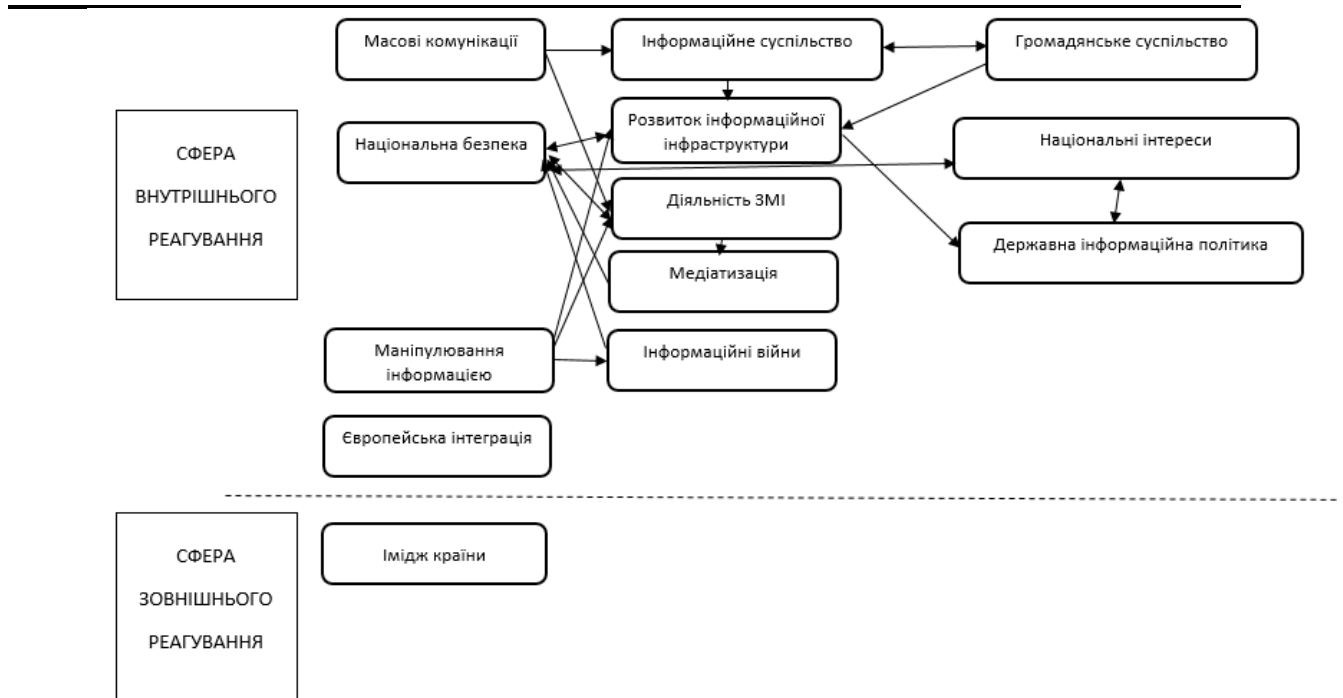 Масові комунікації
Інформаційне суспільство
Громадянське суспільство
СФЕРА
ВНУТРІШНЬОГО
РЕАГУВАННЯ
Національна безпека
Розвиток інформаційної
інфраструктури
Національні інтереси
Діяльність ЗМІ
Державна інформаційна політика
Медіатизація
Маніпулювання
інформацією
Інформаційні війни
Європейська інтеграція
СФЕРА
ЗОВНІШНЬОГО
РЕАГУВАННЯ
Імідж країни